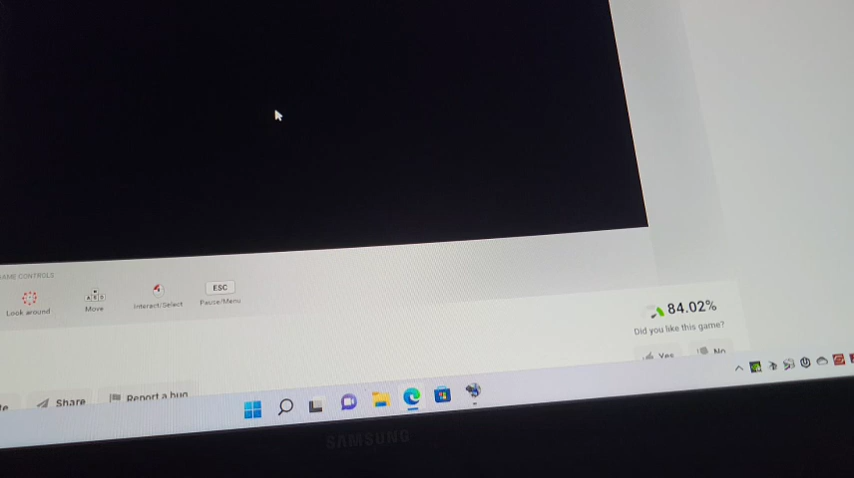 GAME CONTROLS
Look around
Move
Interact/Select
ESC
Pause/Menu
84.02%
Did you like this game?
Yes
No
Share
Report a bug
SAMSUNG